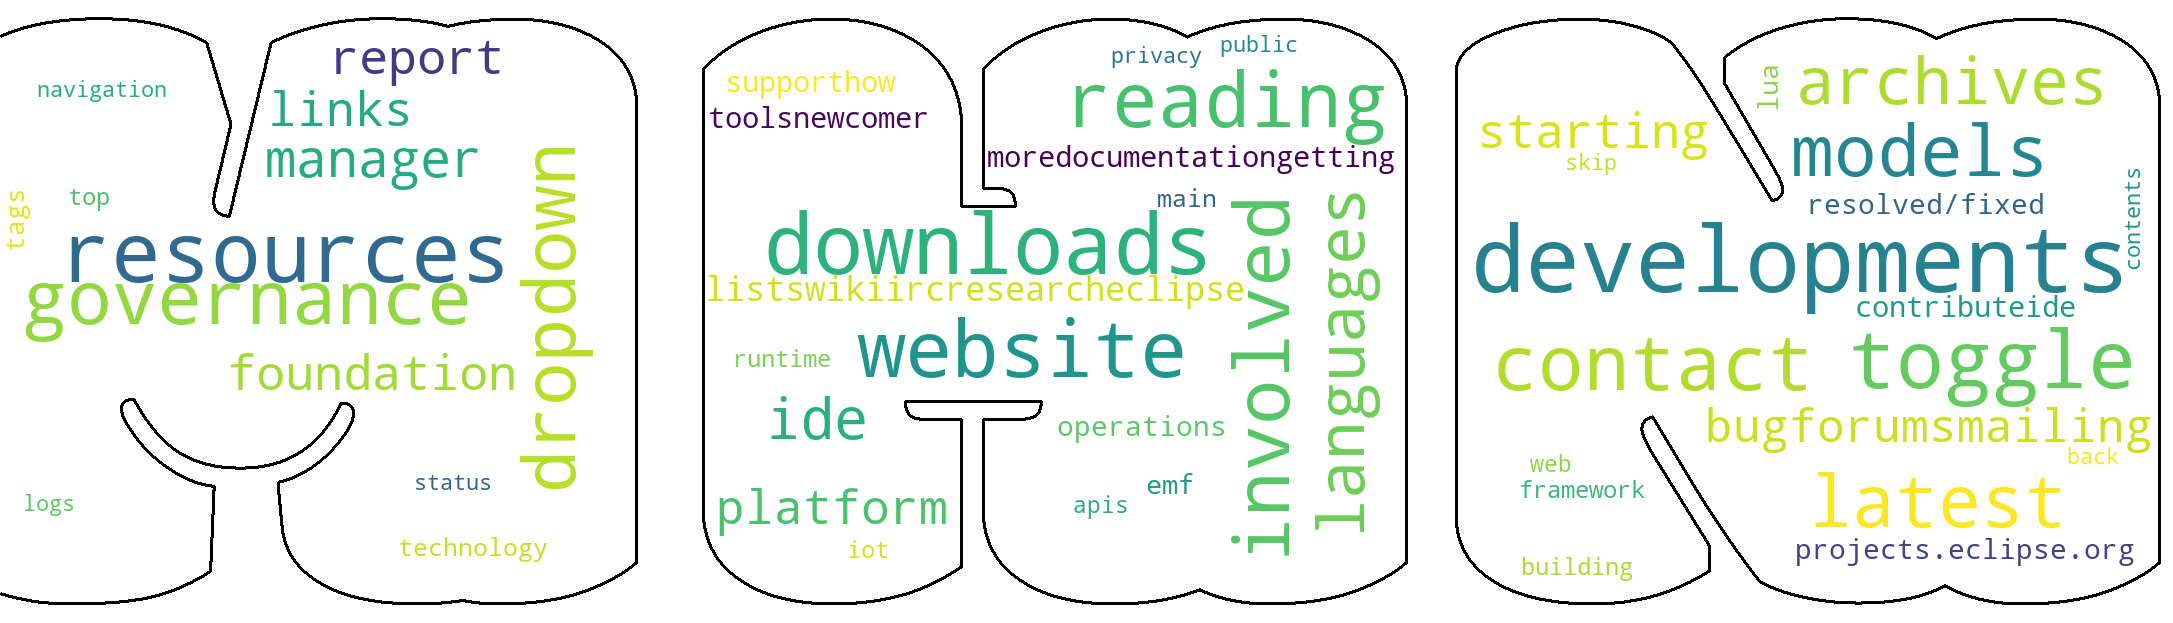 report
links
navigation
manager
dropdown
tags
top
resources
governance
foundation
status
logs
technology
privacy
public
supporthow
reading
toolsnewcomer
moredocumentationgetting
main
involved
languages
downloads
listswikiircresearcheclipse
website
runtime
ide
operations
emf
platform
apis
iot
lua
archives
starting
skip
models
resolved/fixed
contents
developments
contributeide
contact
toggle
bugforumsmailing
back
web
framework
latest
projects.eclipse.org
building